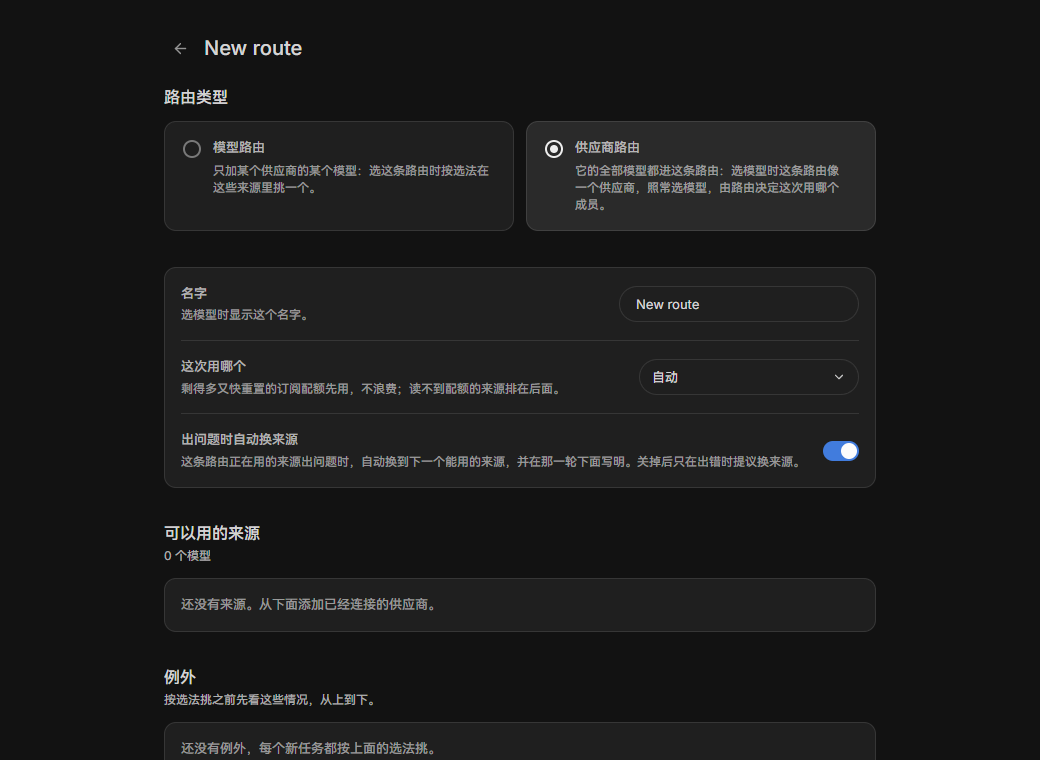 New route
路由类型
模型路由
只加某个供应商的某个模型：选这条路由时按选法在
这些来源里挑一个。
供应商路由
它的全部模型都进这条路由：选模型时这条路由像
一个供应商，照常选模型，由路由决定这次用哪个
成员。
名字
选模型时显示这个名字。
New route
这次用哪个
剩得多又快重置的订阅配额先用，不浪费；读不到配额的来源排在后面。
自动
出问题时自动换来源
这条路由正在用的来源出问题时，自动换到下一个能用的来源，并在那一轮下面写明。关掉后只在出错时提议换来源。
可以用的来源
0 个模型
还没有来源。从下面添加已经连接的供应商。
例外
按选法挑之前先看这些情况，从上到下。
还没有例外，每个新任务都按上面的选法挑。